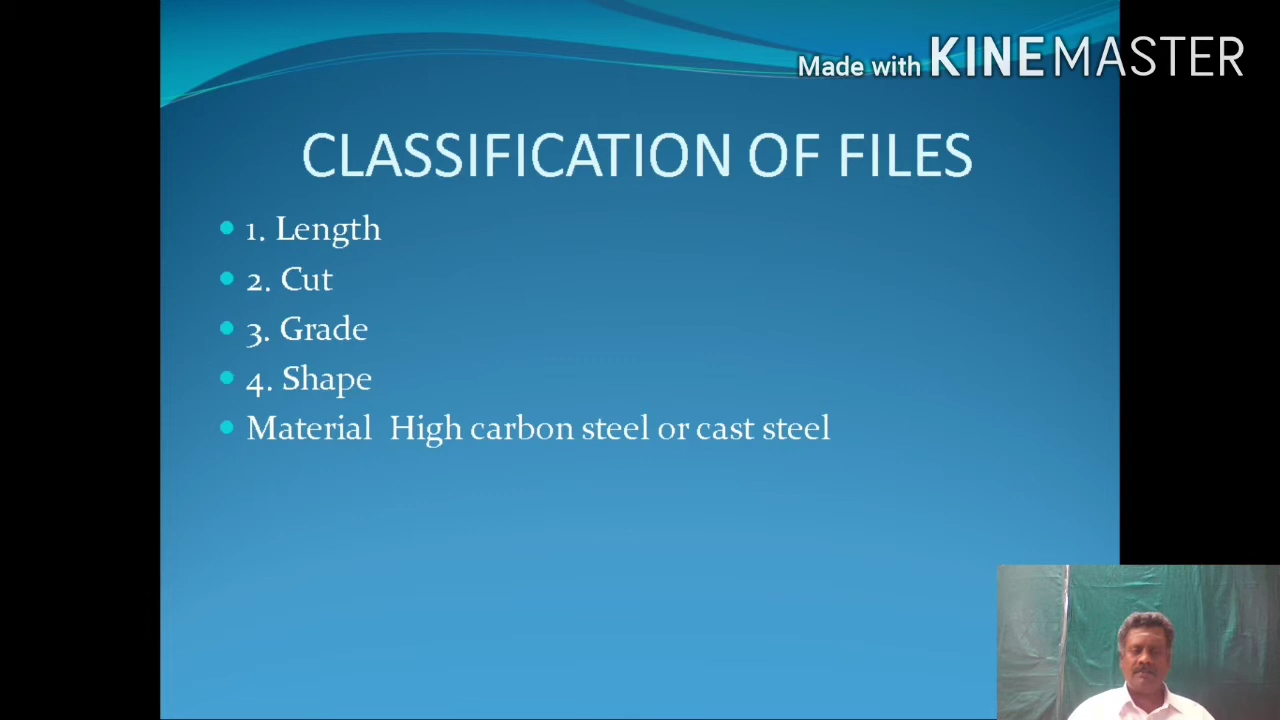 Made with KINEMASTER
CLASSIFICATION OF FILES
1. Length
2. Cut
3. Grade
4. Shape
Material High carbon steel or cast steel